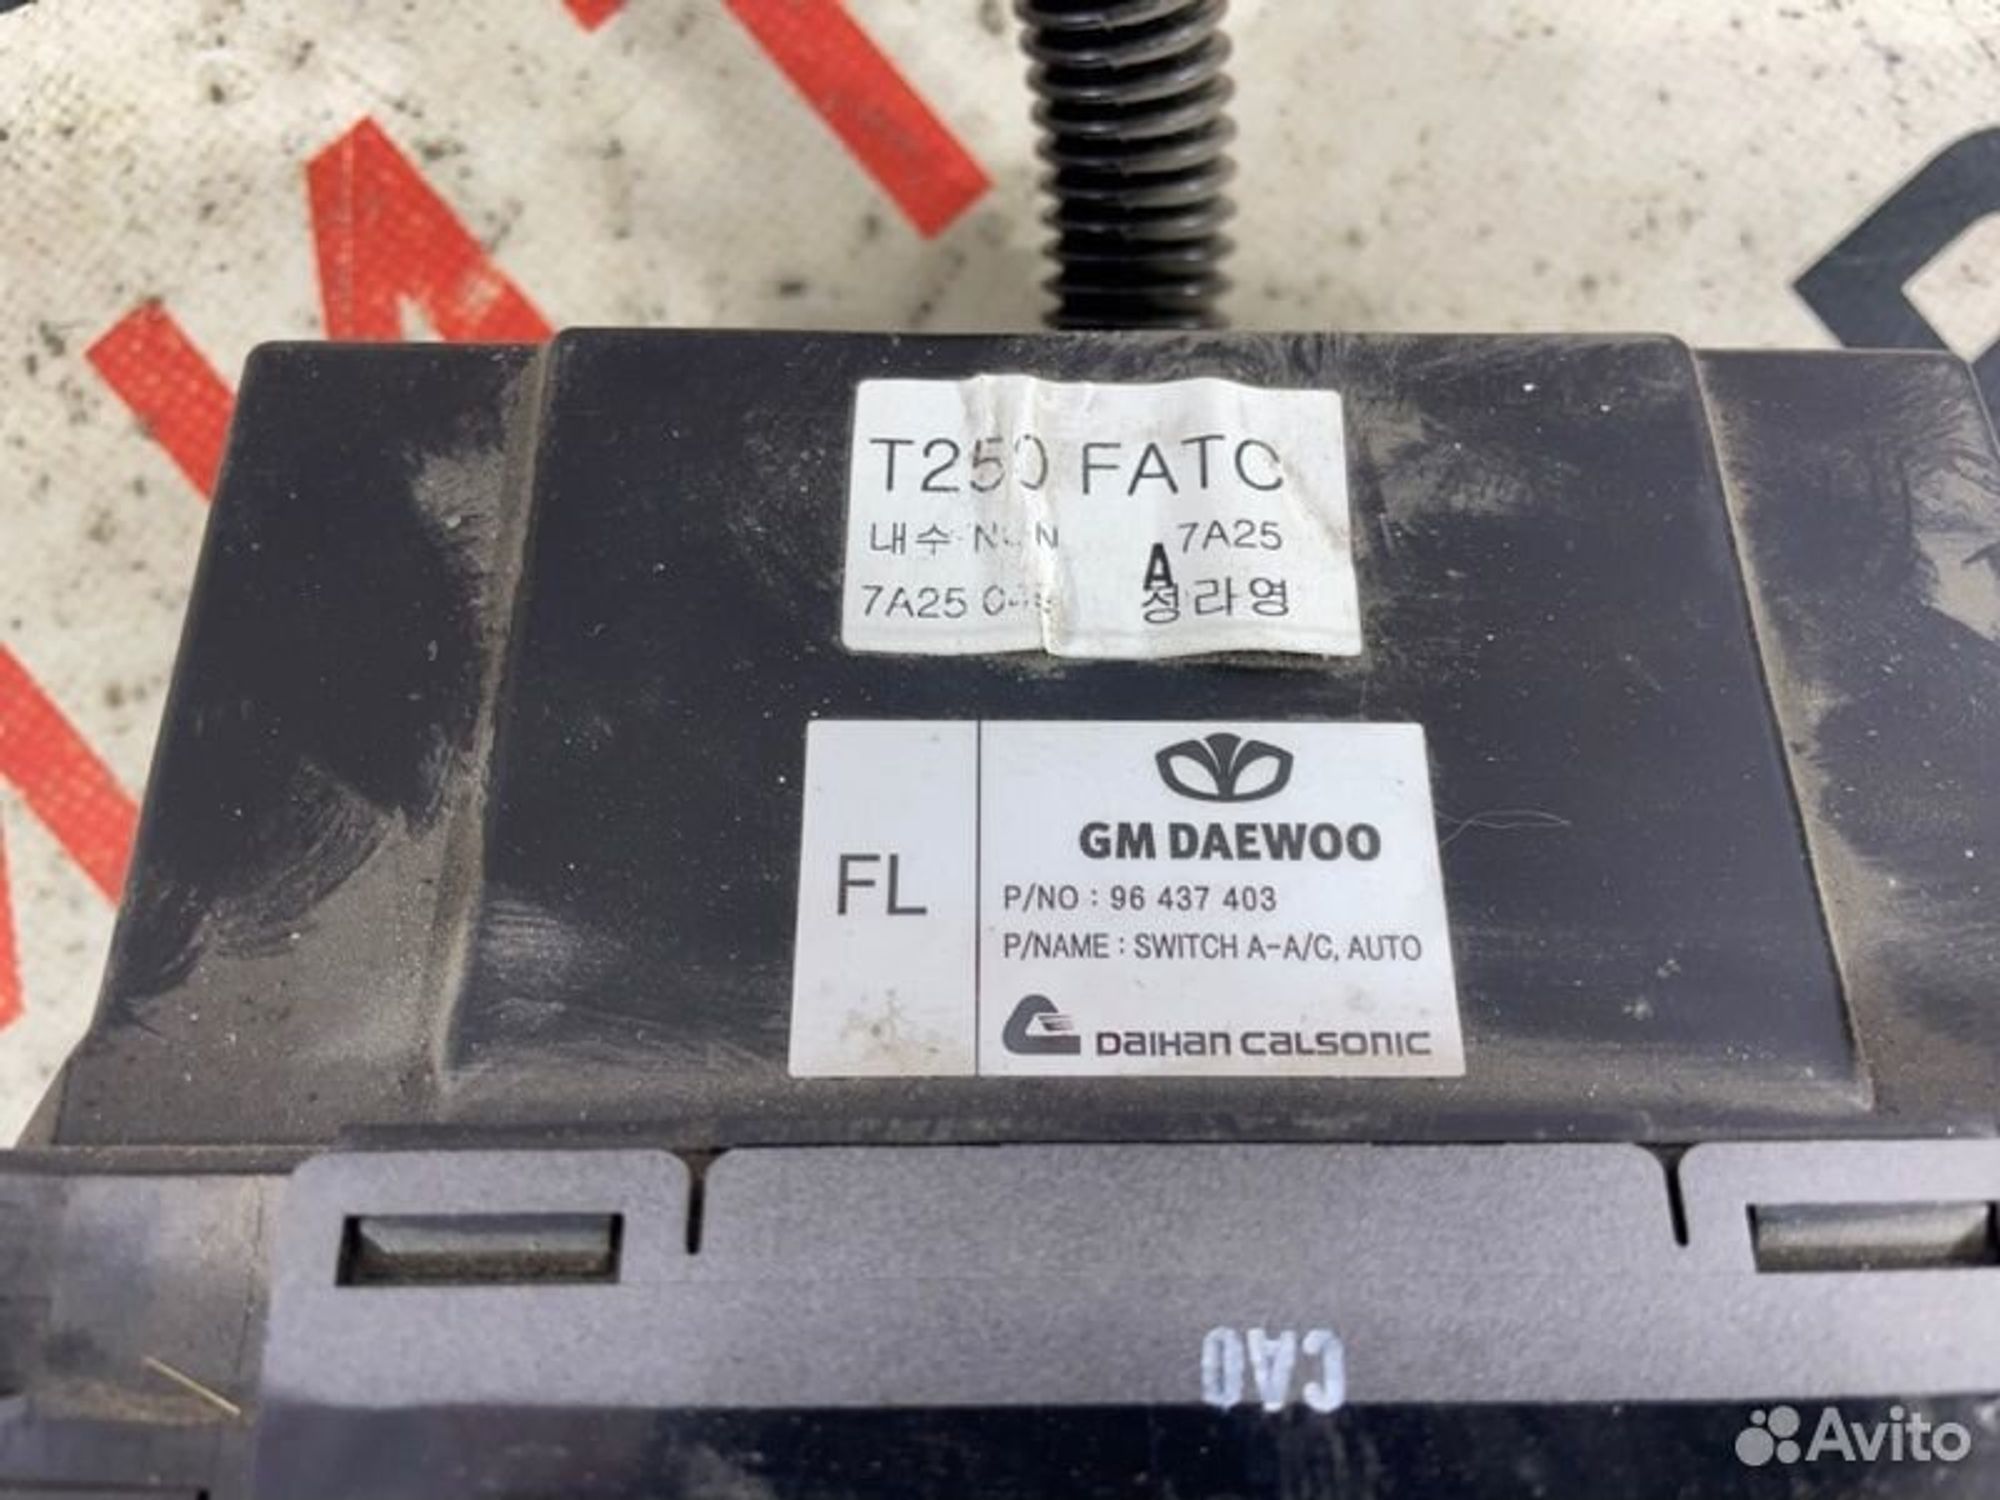 T250 FATC
내수 7A25
7A25 A
성라영
FL
GM DAEWOO
P/NO : 96 437 403
P/NAME : SWITCH A-A/C, AUTO
DAIHAN CALSONIC
CAO
Avito